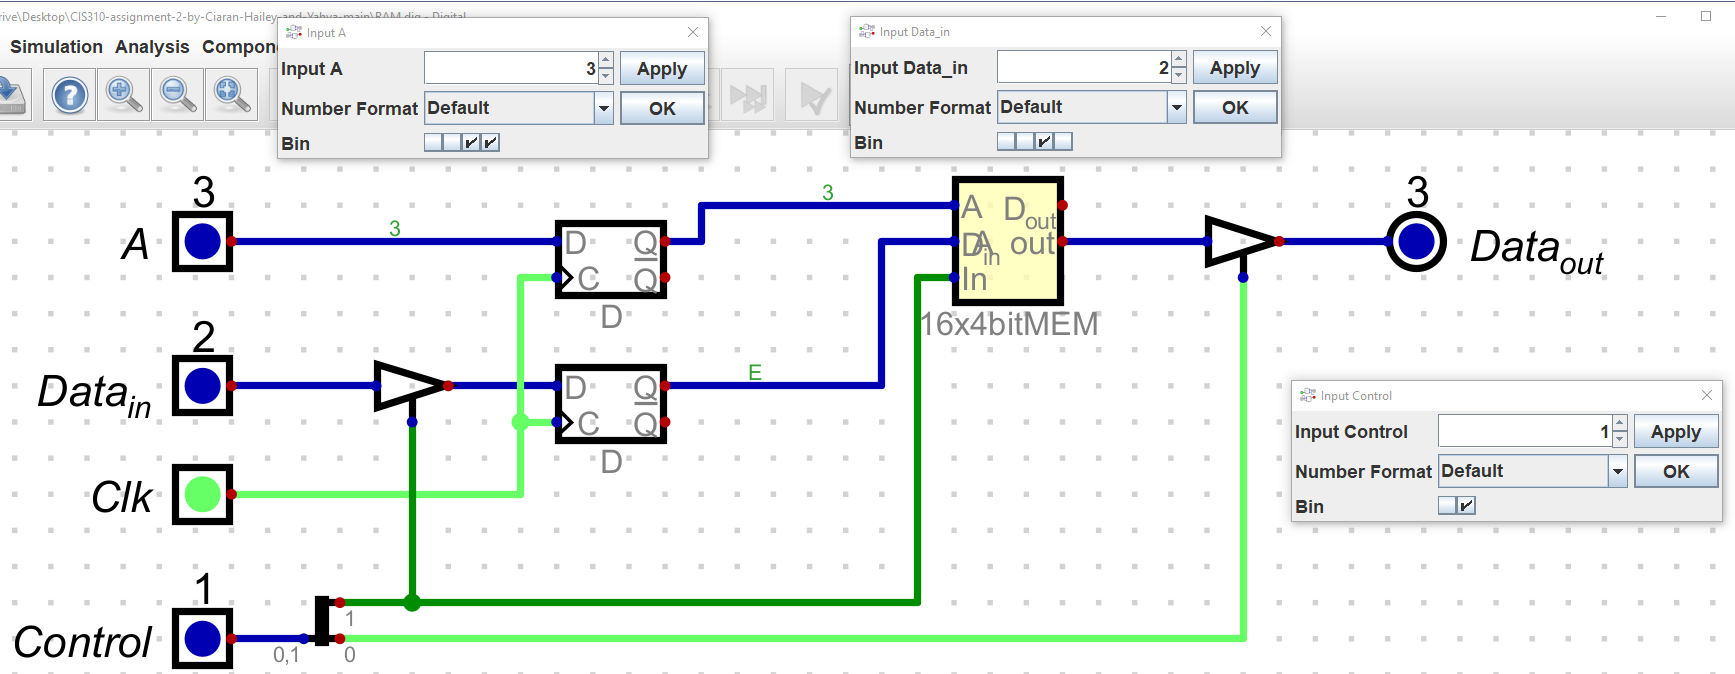 rive\Desktop\CIS310-assignment-2-by-Ciaran-Hailey-and-Yahya-main\RAM.dig - Digital
Simulation Analysis Compon
Input A
Input A 3 Apply
Number Format Default OK
Bin
Input Data_in
Input Data_in 2 Apply
Number Format Default OK
Bin
3
A
3
D Q
C Q
D
3
A Dout
Din A out
In
16x4bitMEM
3
Dataout
2
Datain
D Q
C Q
D
E
Clk
Input Control
Input Control 1 Apply
Number Format Default OK
Bin
1
Control
0,1
1
0